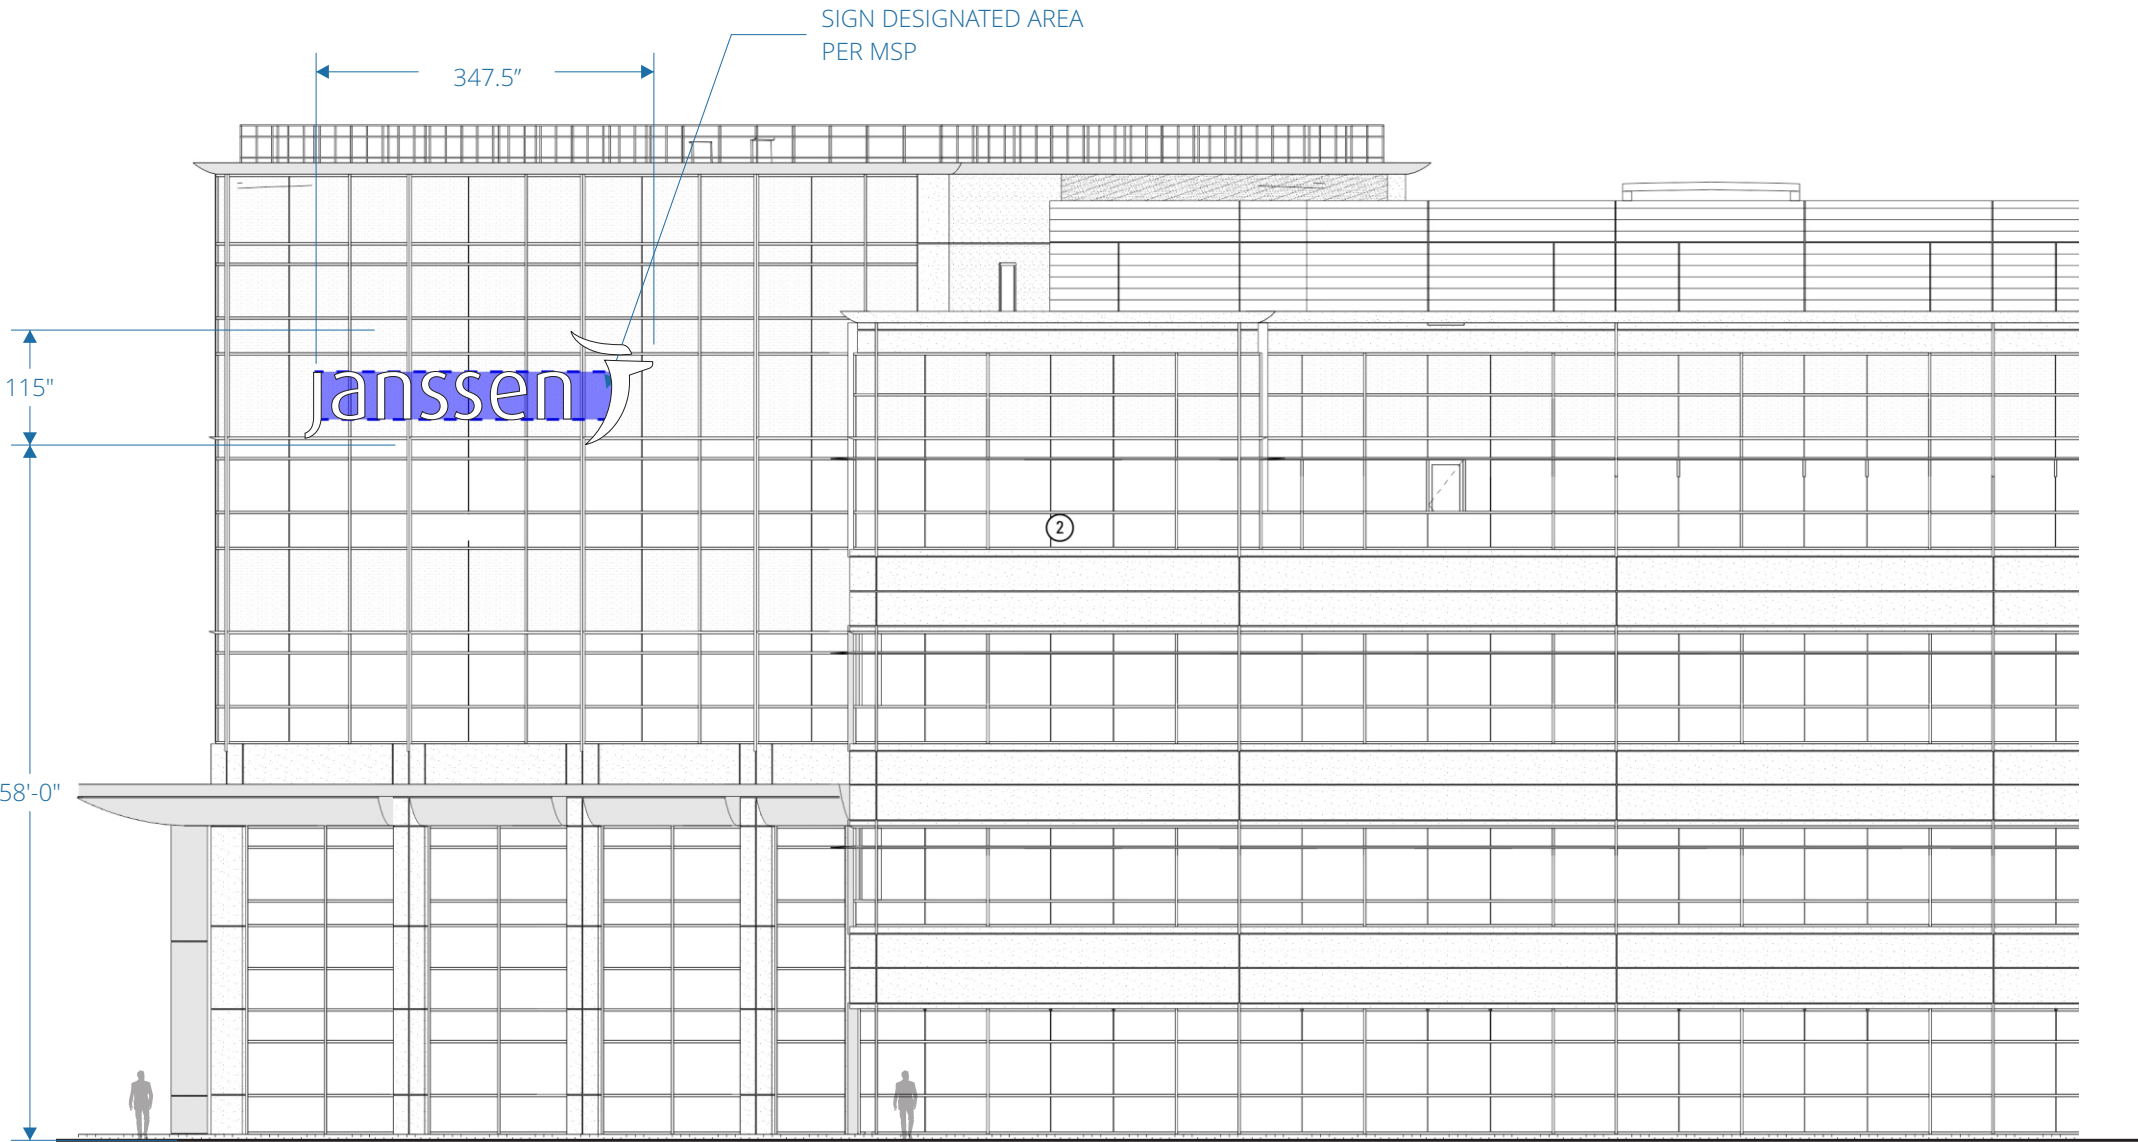 SIGN DESIGNATED AREA
PER MSP
347.5”
115"
janssen
2
58'-0"